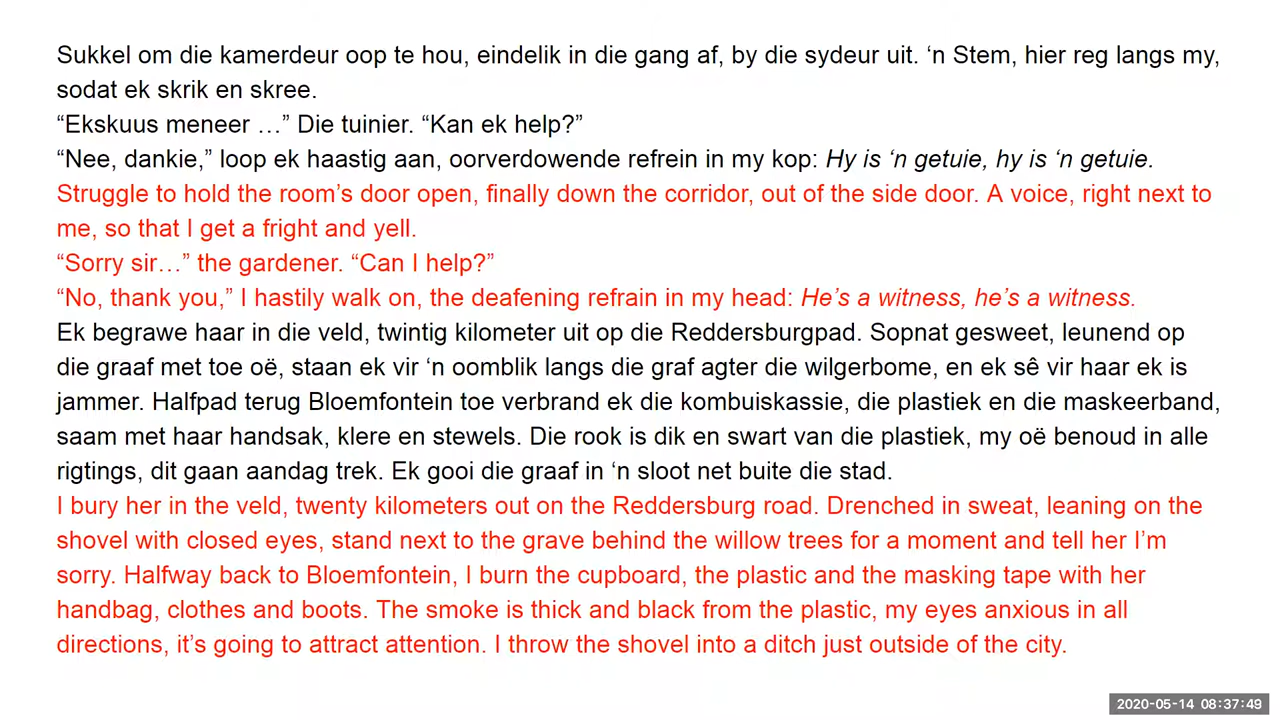 Sukkel om die kamerdeur oop te hou, eindelik in die gang af, by die sydeur uit. ‘n Stem, hier reg langs my,
sodat ek skrik en skree.
“Ekskuus meneer …” Die tuinier. “Kan ek help?”
“Nee, dankie,” loop ek haastig aan, oorverdowende refrein in my kop: Hy is ‘n getuie, hy is ‘n getuie.
Struggle to hold the room’s door open, finally down the corridor, out of the side door. A voice, right next to
me, so that I get a fright and yell.
“Sorry sir…” the gardener. “Can I help?”
“No, thank you,” I hastily walk on, the deafening refrain in my head: He’s a witness, he’s a witness.
Ek begrawe haar in die veld, twintig kilometer uit op die Reddersburgpad. Sopnat gesweet, leunend op
die graaf met toe oë, staan ek vir ‘n oomblik langs die graf agter die wilgerbome, en ek sê vir haar ek is
jammer. Halfpad terug Bloemfontein toe verbrand ek die kombuiskassie, die plastiek en die maskeerband,
saam met haar handsak, klere en stewels. Die rook is dik en swart van die plastiek, my oë benoud in alle
rigtings, dit gaan aandag trek. Ek gooi die graaf in ‘n sloot net buite die stad.
I bury her in the veld, twenty kilometers out on the Reddersburg road. Drenched in sweat, leaning on the
shovel with closed eyes, stand next to the grave behind the willow trees for a moment and tell her I’m
sorry. Halfway back to Bloemfontein, I burn the cupboard, the plastic and the masking tape with her
handbag, clothes and boots. The smoke is thick and black from the plastic, my eyes anxious in all
directions, it’s going to attract attention. I throw the shovel into a ditch just outside of the city.
2020-05-14 08:37:49